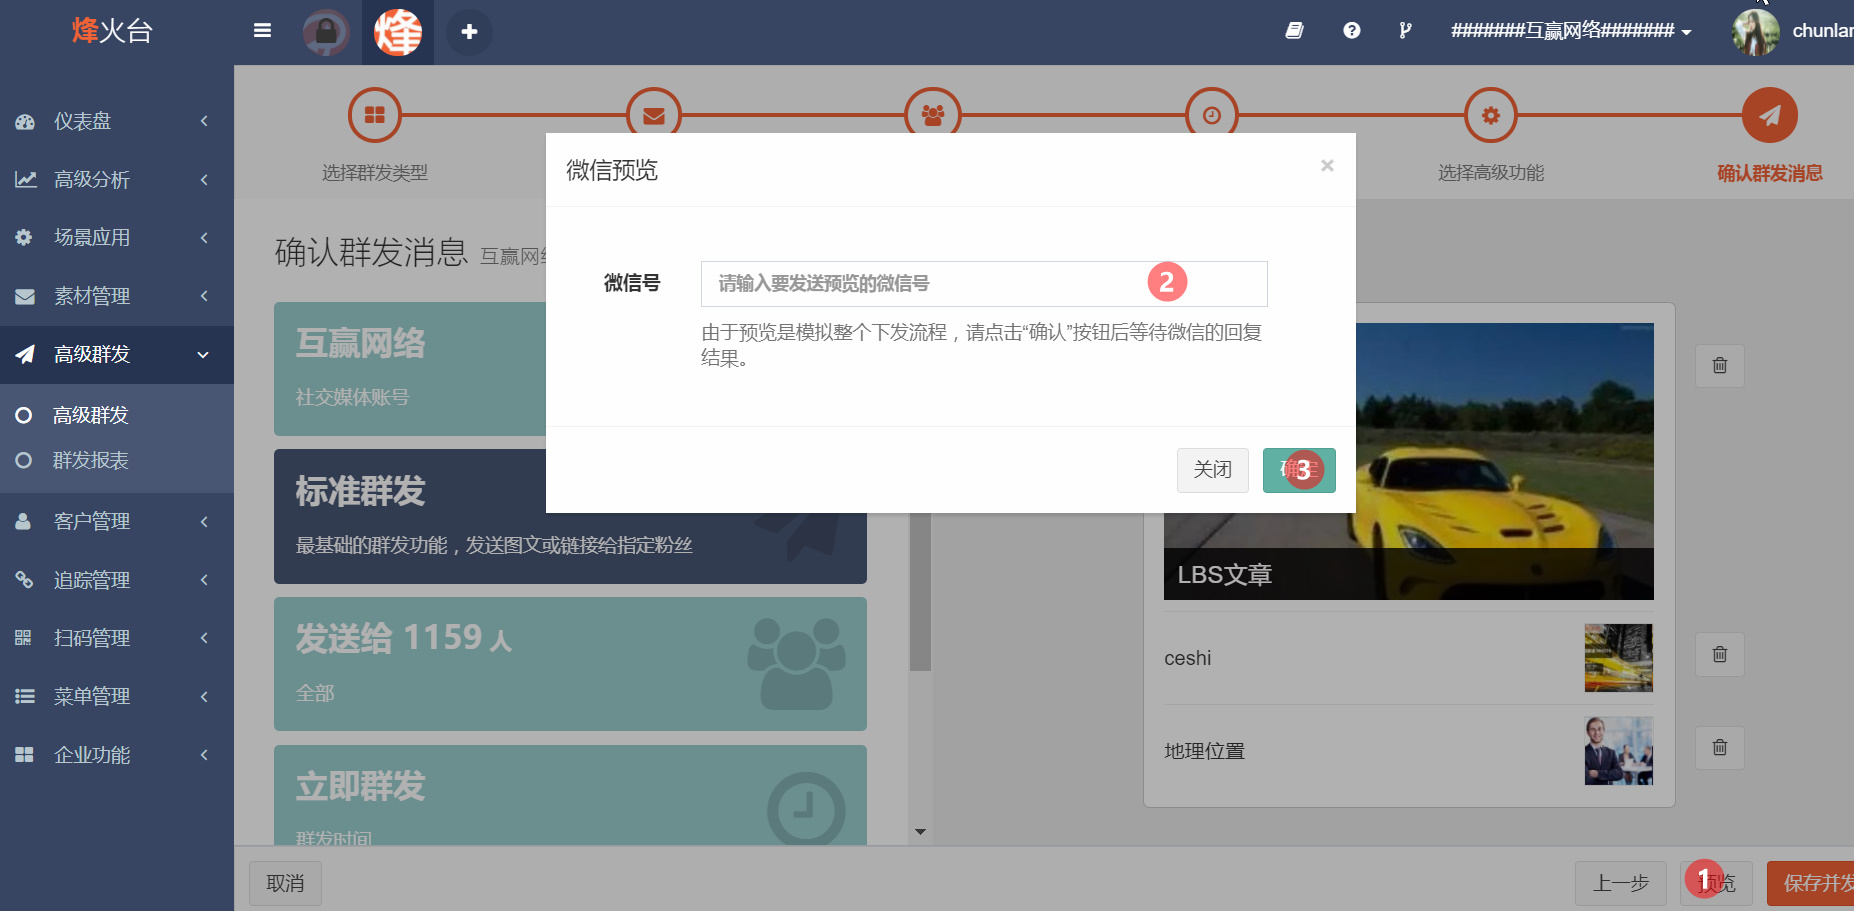 烽火台
烽
#######互赢网络#######
chunlan
仪表盘
高级分析
场景应用
素材管理
高级群发
高级群发
群发报表
客户管理
追踪管理
扫码管理
菜单管理
企业功能
选择群发类型
选择高级功能
确认群发消息
确认群发消息 互赢网络
互赢网络
社交媒体账号
标准群发
最基础的群发功能，发送图文或链接给指定粉丝
发送给 1159 人
全部
立即群发
群发时间
微信预览
×
微信号
请输入要发送预览的微信号
2
由于预览是模拟整个下发流程，请点击“确认”按钮后等待微信的回复
结果。
关闭
确定
3
LBS文章
ceshi
地理位置
取消
上一步
1
预览
保存并发